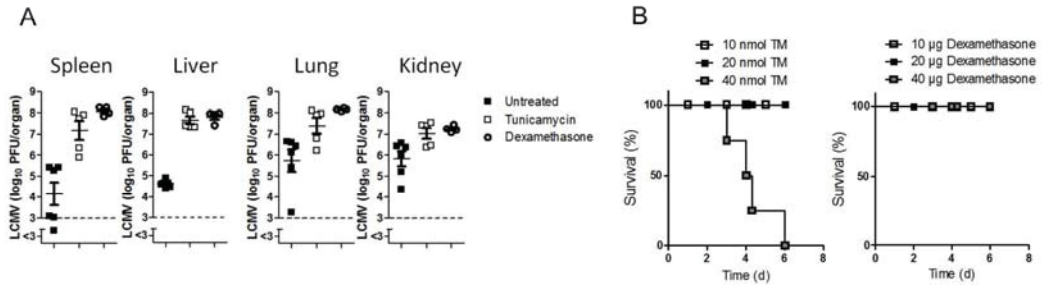 A
Spleen
Liver
Lung
Kidney
LCMV (log10 PFU/organ)
9
8
7
6
5
4
3
<3
LCMV (log10 PFU/organ)
9
8
7
6
5
4
3
<3
LCMV (log10 PFU/organ)
9
8
7
6
5
4
3
<3
LCMV (log10 PFU/organ)
9
8
7
6
5
4
3
<3
Untreated
Tunicamycin
Dexamethasone
B
10 nmol TM
20 nmol TM
40 nmol TM
Survival (%)
100
50
0
0 2 4 6 8
Time (d)
10 µg Dexamethasone
20 µg Dexamethasone
40 µg Dexamethasone
Survival (%)
100
50
0
0 2 4 6 8
Time (d)